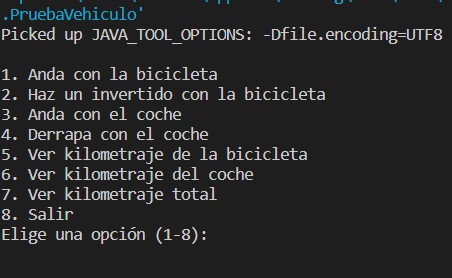 .PruebaVehiculo'
Picked up JAVA_TOOL_OPTIONS: -Dfile.encoding=UTF8
1. Anda con la bicicleta
2. Haz un invertido con la bicicleta
3. Anda con el coche
4. Derrapa con el coche
5. Ver kilometraje de la bicicleta
6. Ver kilometraje del coche
7. Ver kilometraje total
8. Salir
Elige una opción (1-8):